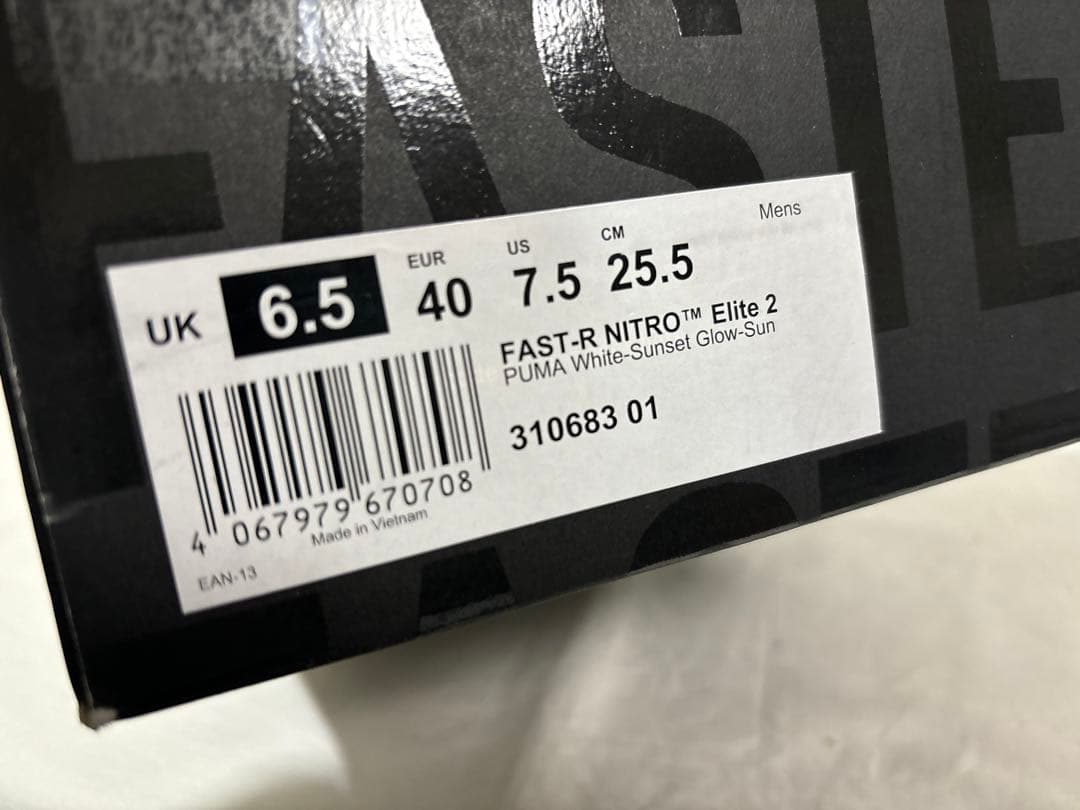 FASTE
Mens
UK 6.5 EUR 40 US 7.5 CM 25.5
FAST-R NITRO™ Elite 2
PUMA White-Sunset Glow-Sun
310683 01
4 067979 670708
Made in Vietnam
EAN-13